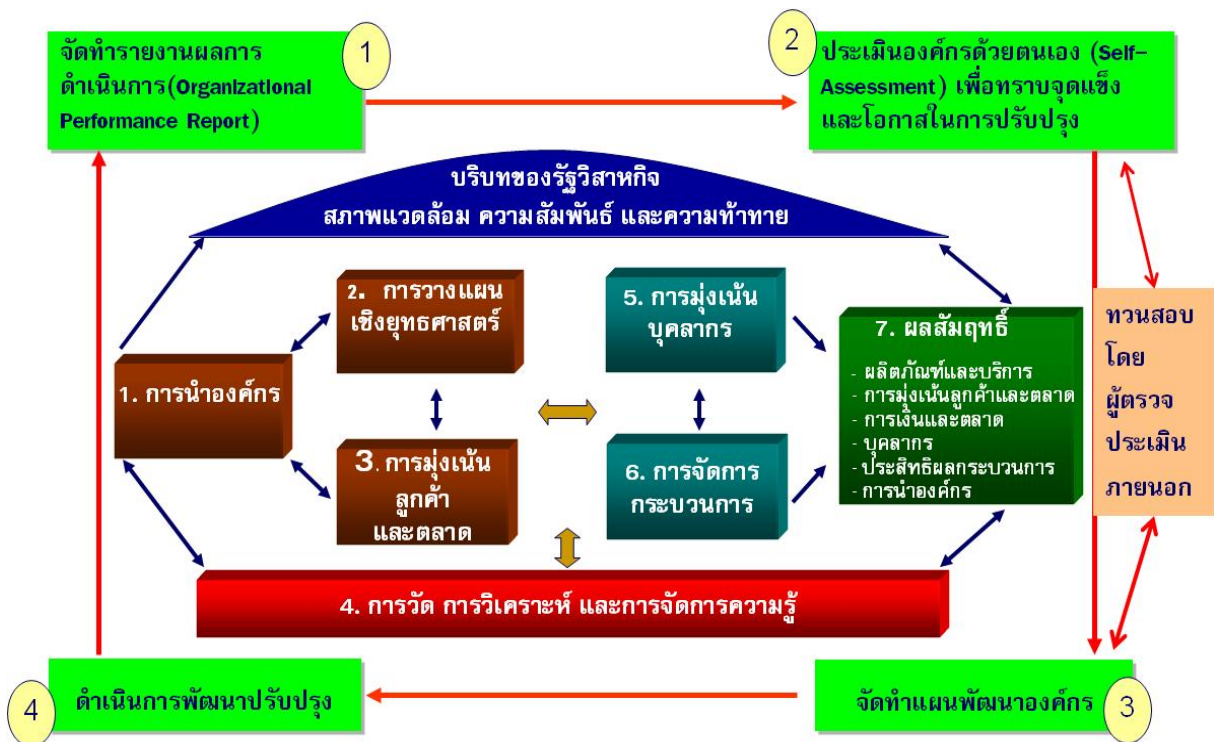 1
จัดทำรายงานผลการ
ดำเนินการ(Organizational
Performance Report)
2
ประเมินองค์กรด้วยตนเอง (Self-
Assessment) เพื่อทราบจุดแข็ง
และโอกาสในการปรับปรุง
บริบทของรัฐวิสาหกิจ
สภาพแวดล้อม ความสัมพันธ์ และความท้าทาย
1. การนำองค์กร
2. การวางแผน
เชิงยุทธศาสตร์
3. การมุ่งเน้น
ลูกค้า
และตลาด
5. การมุ่งเน้น
บุคลากร
6. การจัดการ
กระบวนการ
7. ผลสัมฤทธิ์
- ผลิตภัณฑ์และบริการ
- การมุ่งเน้นลูกค้าและตลาด
- การเงินและตลาด
- บุคลากร
- ประสิทธิผลกระบวนการ
- การนำองค์กร
ทวนสอบ
โดย
ผู้ตรวจ
ประเมิน
ภายนอก
4. การวัด การวิเคราะห์ และการจัดการความรู้
4
ดำเนินการพัฒนาปรับปรุง
จัดทำแผนพัฒนาองค์กร
3